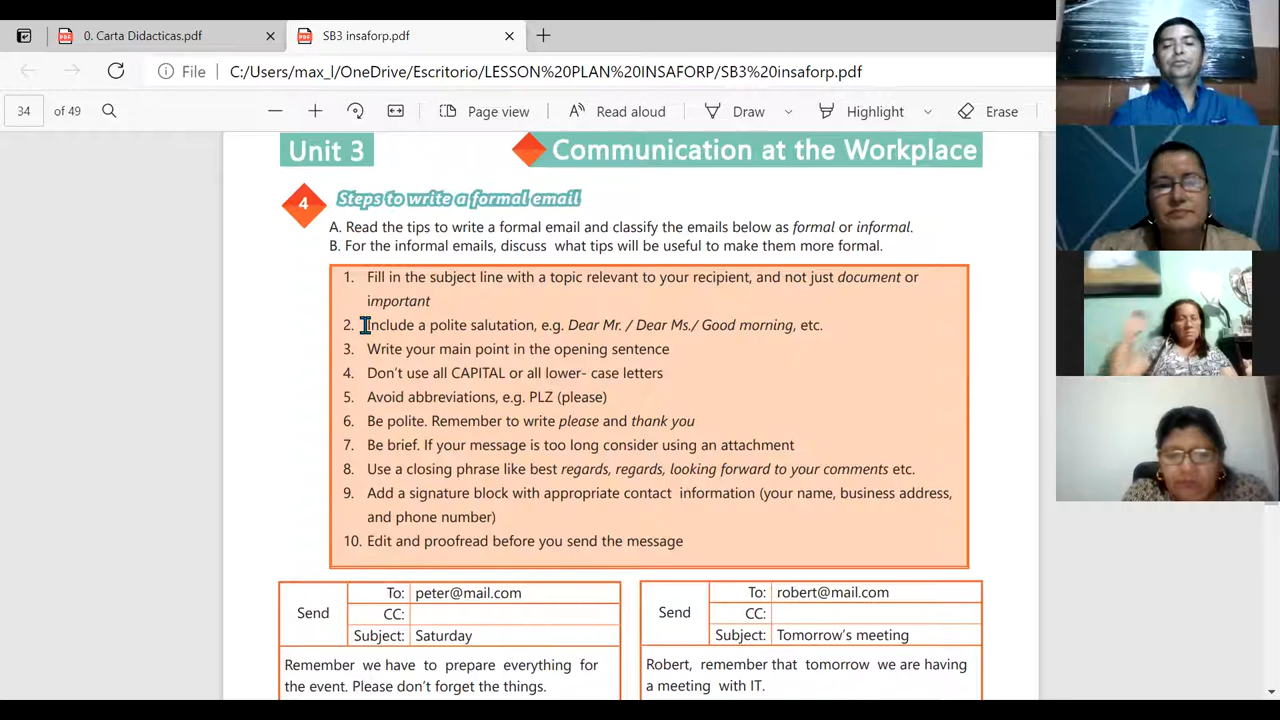 0. Carta Didacticas.pdf
SB3 insaforp.pdf
File C:/Users/max_l/OneDrive/Escritorio/LESSON%20PLAN%20INSAFORP/SB3%20insaforp.pdf
34 of 49 Page view Read aloud Draw Highlight Erase
Unit 3 Communication at the Workplace
4 Steps to write a formal email
A. Read the tips to write a formal email and classify the emails below as formal or informal.
B. For the informal emails, discuss what tips will be useful to make them more formal.
1. Fill in the subject line with a topic relevant to your recipient, and not just document or
important
2. Include a polite salutation, e.g. Dear Mr. / Dear Ms./ Good morning, etc.
3. Write your main point in the opening sentence
4. Don't use all CAPITAL or all lower- case letters
5. Avoid abbreviations, e.g. PLZ (please)
6. Be polite. Remember to write please and thank you
7. Be brief. If your message is too long consider using an attachment
8. Use a closing phrase like best regards, regards, looking forward to your comments etc.
9. Add a signature block with appropriate contact information (your name, business address,
and phone number)
10. Edit and proofread before you send the message
Send
To: peter@mail.com
CC:
Subject: Saturday
Remember we have to prepare everything for
the event. Please don't forget the things.
Send
To: robert@mail.com
CC:
Subject: Tomorrow's meeting
Robert, remember that tomorrow we are having
a meeting with IT.